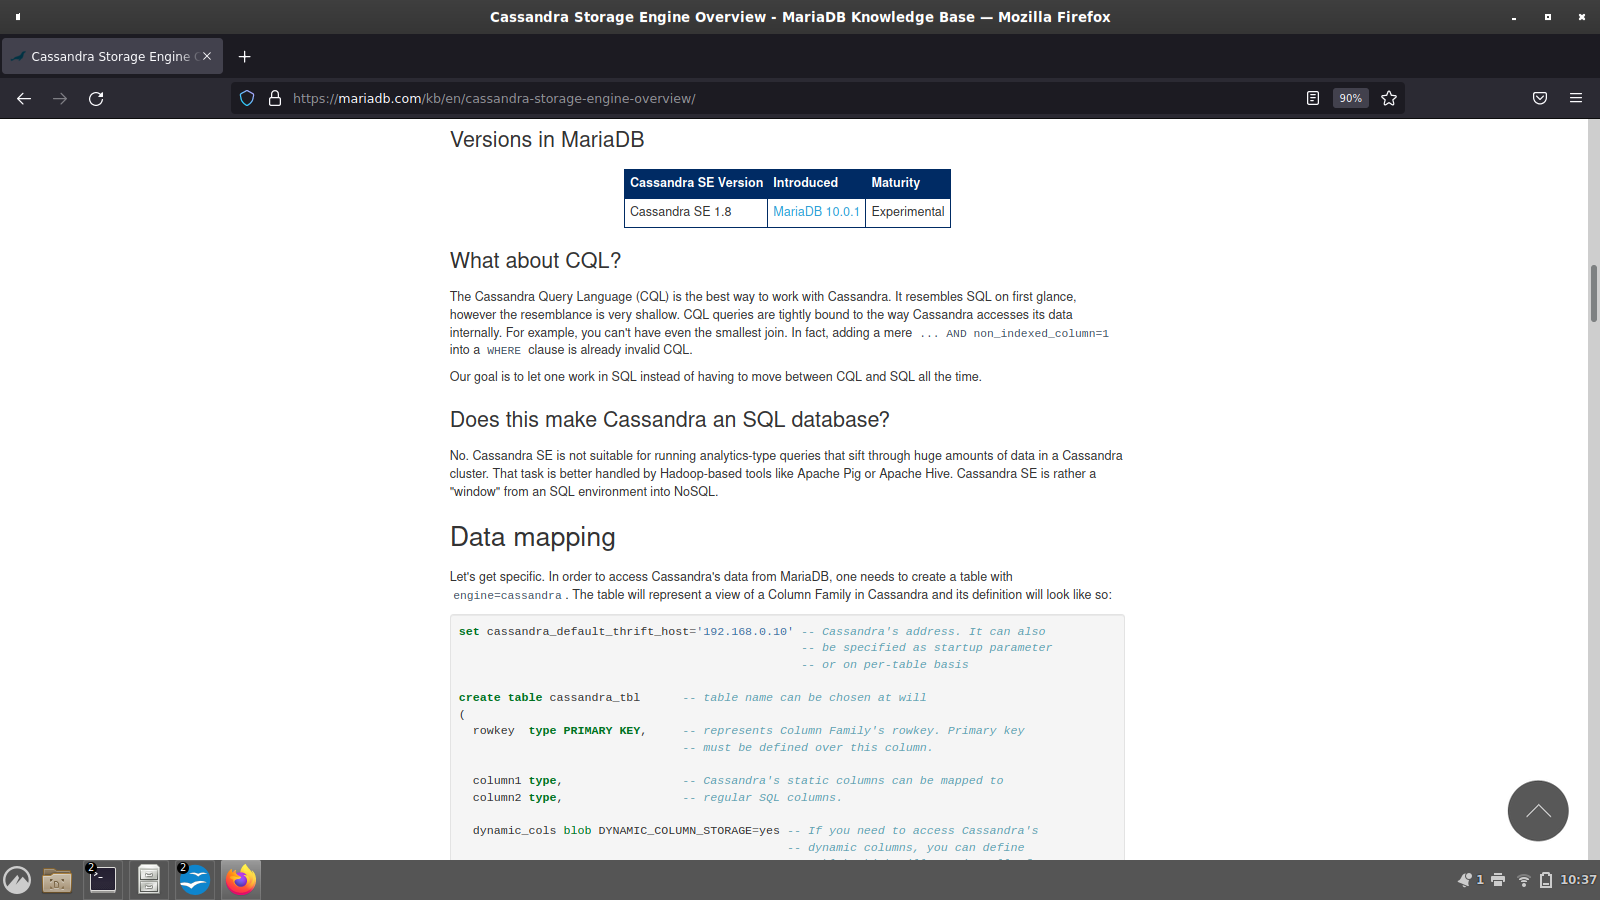 Cassandra Storage Engine Overview - MariaDB Knowledge Base — Mozilla Firefox
Cassandra Storage Engine
https://mariadb.com/kb/en/cassandra-storage-engine-overview/
90%
Versions in MariaDB
Cassandra SE Version Introduced Maturity
Cassandra SE 1.8 MariaDB 10.0.1 Experimental
What about CQL?
The Cassandra Query Language (CQL) is the best way to work with Cassandra. It resembles SQL on first glance,
however the resemblance is very shallow. CQL queries are tightly bound to the way Cassandra accesses its data
internally. For example, you can't have even the smallest join. In fact, adding a mere ... AND non_indexed_column=1
into a WHERE clause is already invalid CQL.
Our goal is to let one work in SQL instead of having to move between CQL and SQL all the time.
Does this make Cassandra an SQL database?
No. Cassandra SE is not suitable for running analytics-type queries that sift through huge amounts of data in a Cassandra
cluster. That task is better handled by Hadoop-based tools like Apache Pig or Apache Hive. Cassandra SE is rather a
"window" from an SQL environment into NoSQL.
Data mapping
Let's get specific. In order to access Cassandra's data from MariaDB, one needs to create a table with
engine=cassandra. The table will represent a view of a Column Family in Cassandra and its definition will look like so:
set cassandra_default_thrift_host='192.168.0.10' -- Cassandra's address. It can also
-- be specified as startup parameter
-- or on per-table basis
create table cassandra_tbl -- table name can be chosen at will
(
rowkey type PRIMARY KEY, -- represents Column Family's rowkey. Primary key
-- must be defined over this column.
column1 type, -- Cassandra's static columns can be mapped to
column2 type, -- regular SQL columns.
dynamic_cols blob DYNAMIC_COLUMN_STORAGE=yes -- If you need to access Cassandra's
-- dynamic columns, you can define
2
2
1
10:37